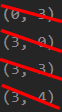 (0, 3)
(3, 0)
(3, 3)
(3, 4)